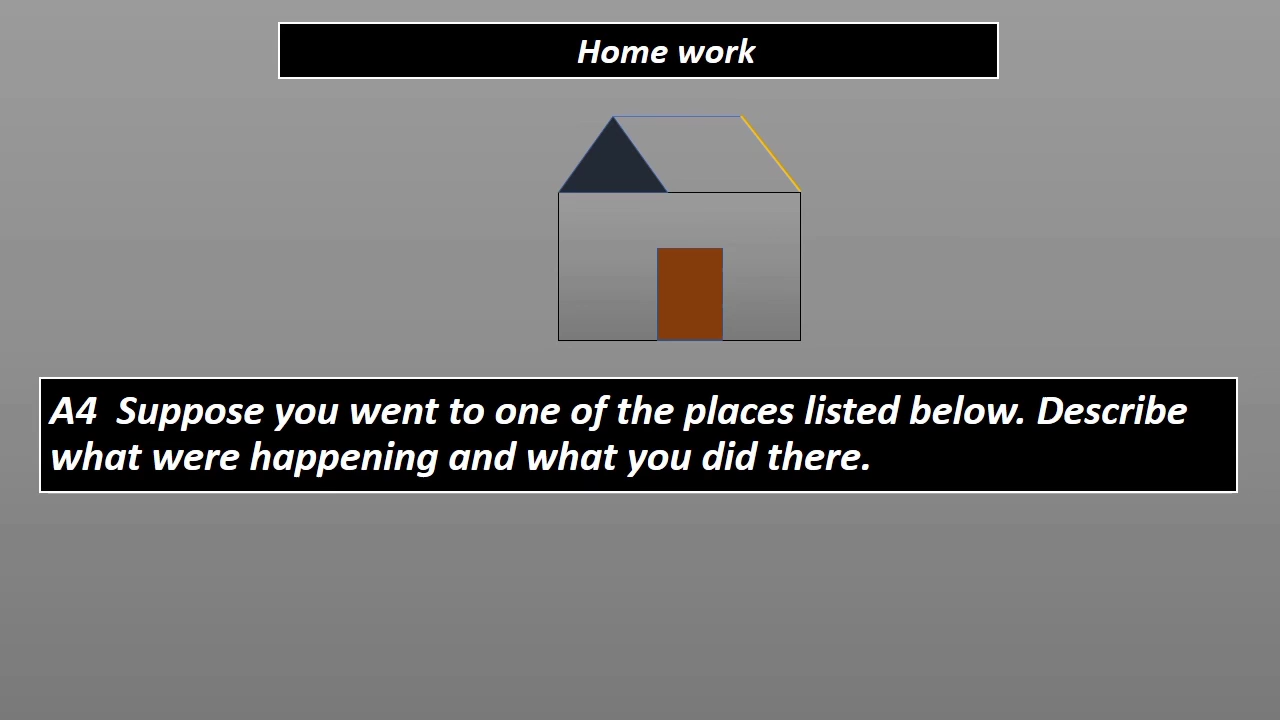 Home work
A4  Suppose you went to one of the places listed below. Describe
what were happening and what you did there.